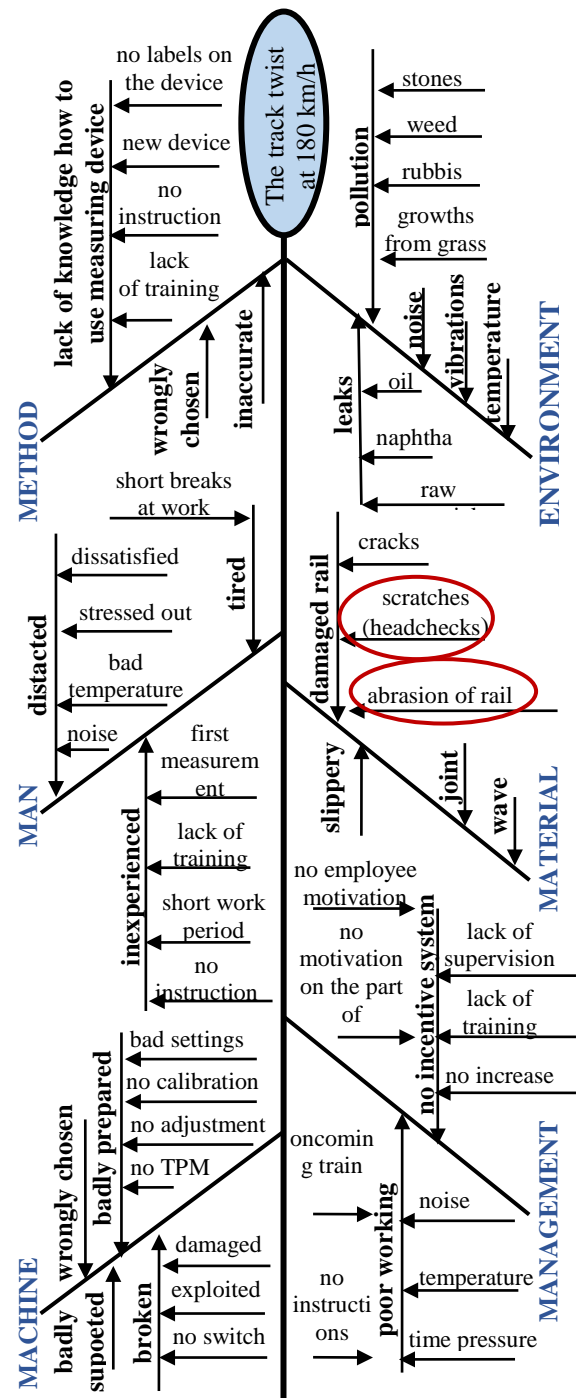 The track twist
at 180 km/h
no labels on
the device
new device
no
instruction
lack
of training
lack of knowledge how to
use measuring device
wrongly
chosen
inaccurate
METHOD
stones
weed
rubbis
growths
from grass
pollution
noise
vibrations
temperature
oil
naphtha
raw
leaks
ENVIRONMENT
short breaks
at work
tired
dissatisfied
stressed out
bad
temperature
noise
distacted
first
measurem
ent
lack of
training
short work
period
no
instruction
inexperienced
MAN
cracks
scratches
(headchecks)
abrasion of rail
damaged rail
slippery
joint
wave
MATERIAL
no employee
motivation
no
motivation
on the part
of
no incentive system
lack of
supervision
lack of
training
no increase
oncomin
g train
no
instructi
ons
poor working
noise
temperature
time pressure
MANAGEMENT
bad settings
no calibration
no adjustment
no TPM
badly prepared
wrongly chosen
badly
supoeted
damaged
exploited
no switch
broken
MACHINE